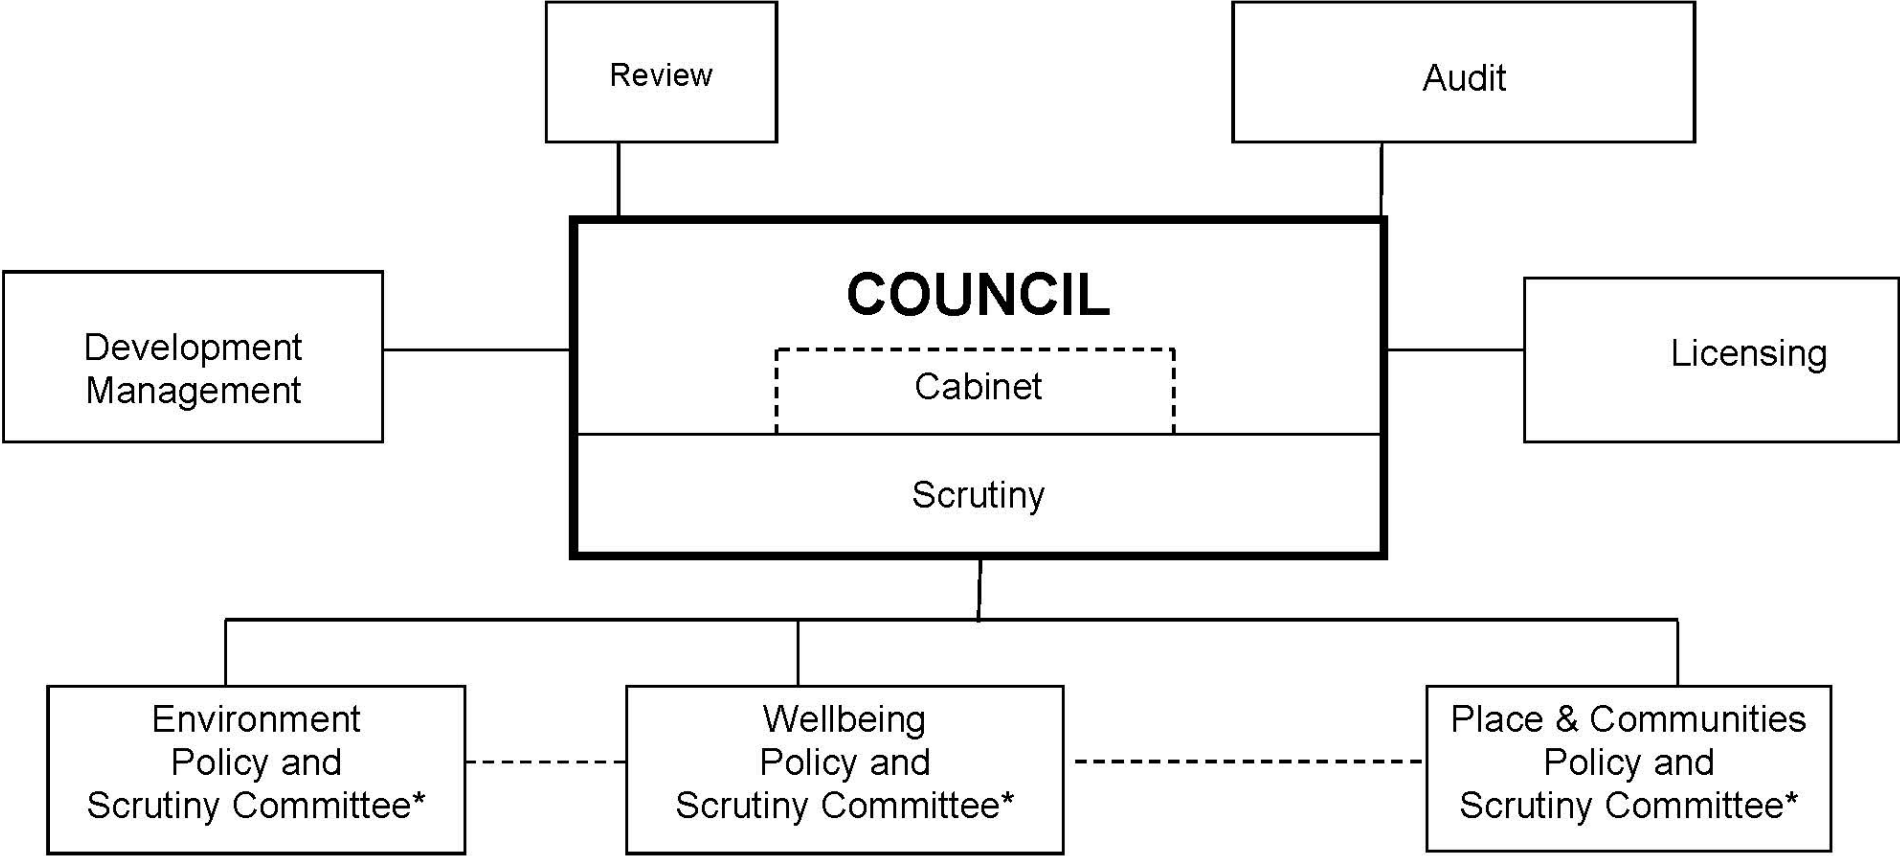 Review
Audit
COUNCIL
Development
Management
Cabinet
Licensing
Scrutiny
Environment
Policy and
Scrutiny Committee*
Wellbeing
Policy and
Scrutiny Committee*
Place & Communities
Policy and
Scrutiny Committee*